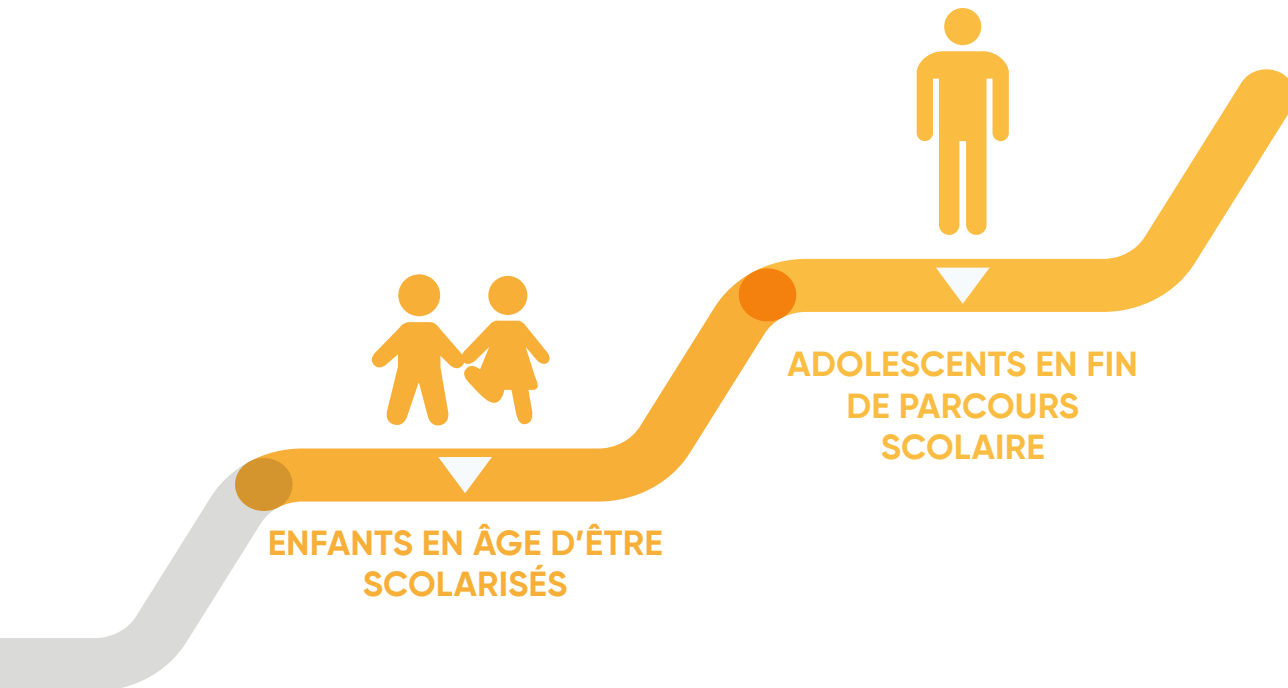 ADOLESCENTS EN FIN
DE PARCOURS
SCOLAIRE
ENFANTS EN ÂGE D’ÊTRE
SCOLARISÉS